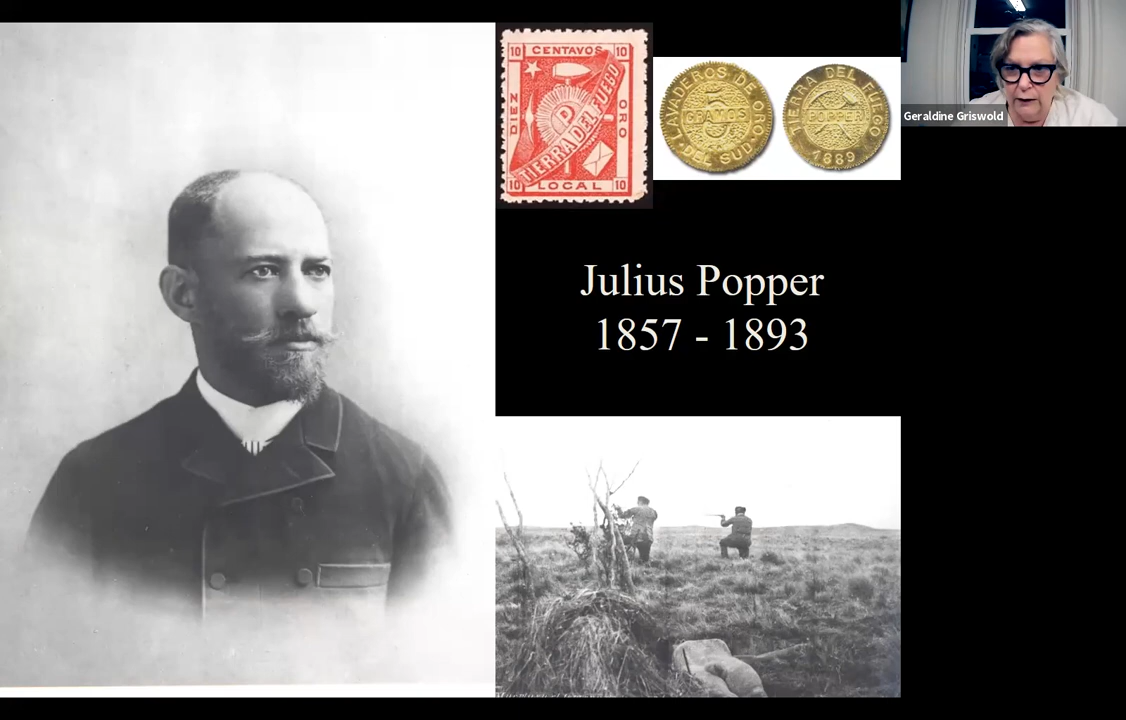 10 CENTAVOS 10
DIEZ
ORO
P
TIERRA DEL FUEGO
10 LOCAL 10
LAVADEROS DE ORO
5
GRAMOS
DEL SUD
TIERRA DEL FUEGO
POPPER
1889
Geraldine Griswold
Julius Popper
1857 - 1893